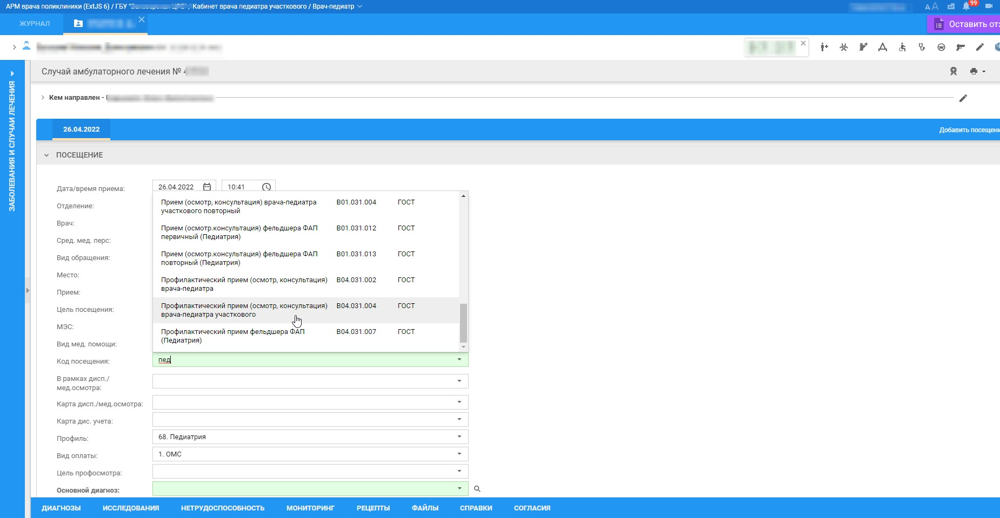 АРМ врача поликлиники (ExtJS 6) / ГБУ " ЦРБ", Кабинет врача педиатра участкового / Врач-педиатр
АА 99
ЖУРНАЛ
Оставить отз
Случай амбулаторного лечения № 4
ЗАБОЛЕВАНИЯ И СЛУЧАИ ЛЕЧЕНИЯ
Кем направлен -
26.04.2022
Добавить посещени
ПОСЕЩЕНИЕ
Дата/время приема: 26.04.2022 10:41
Отделение:
Врач:
Сред. мед. перс:
Вид обращения:
Место:
Прием:
Цель посещения:
МЭС:
Вид мед. помощи:
Прием (осмотр, консультация) врача-педиатра участкового повторный B01.031.004 ГОСТ
Прием (осмотр.консультация) фельдшера ФАП первичный (Педиатрия) B01.031.012 ГОСТ
Прием (осмотр.консультация) фельдшера ФАП повторный (Педиатрия) B01.031.013 ГОСТ
Профилактический прием (осмотр, консультация) врача-педиатра B04.031.002 ГОСТ
Профилактический прием (осмотр, консультация) врача-педиатра участкового B04.031.004 ГОСТ
Профилактический прием фельдшера ФАП (Педиатрия) B04.031.007 ГОСТ
Код посещения: пед
В рамках дисп./
мед.осмотра:
Карта дисп./мед.осмотра:
Карта дис. учета:
Профиль: 68. Педиатрия
Вид оплаты: 1. ОМС
Цель профосмотра:
Основной диагноз:
ДИАГНОЗЫ ИССЛЕДОВАНИЯ НЕТРУДОСПОСОБНОСТЬ МОНИТОРИНГ РЕЦЕПТЫ ФАЙЛЫ СПРАВКИ СОГЛАСИЯ